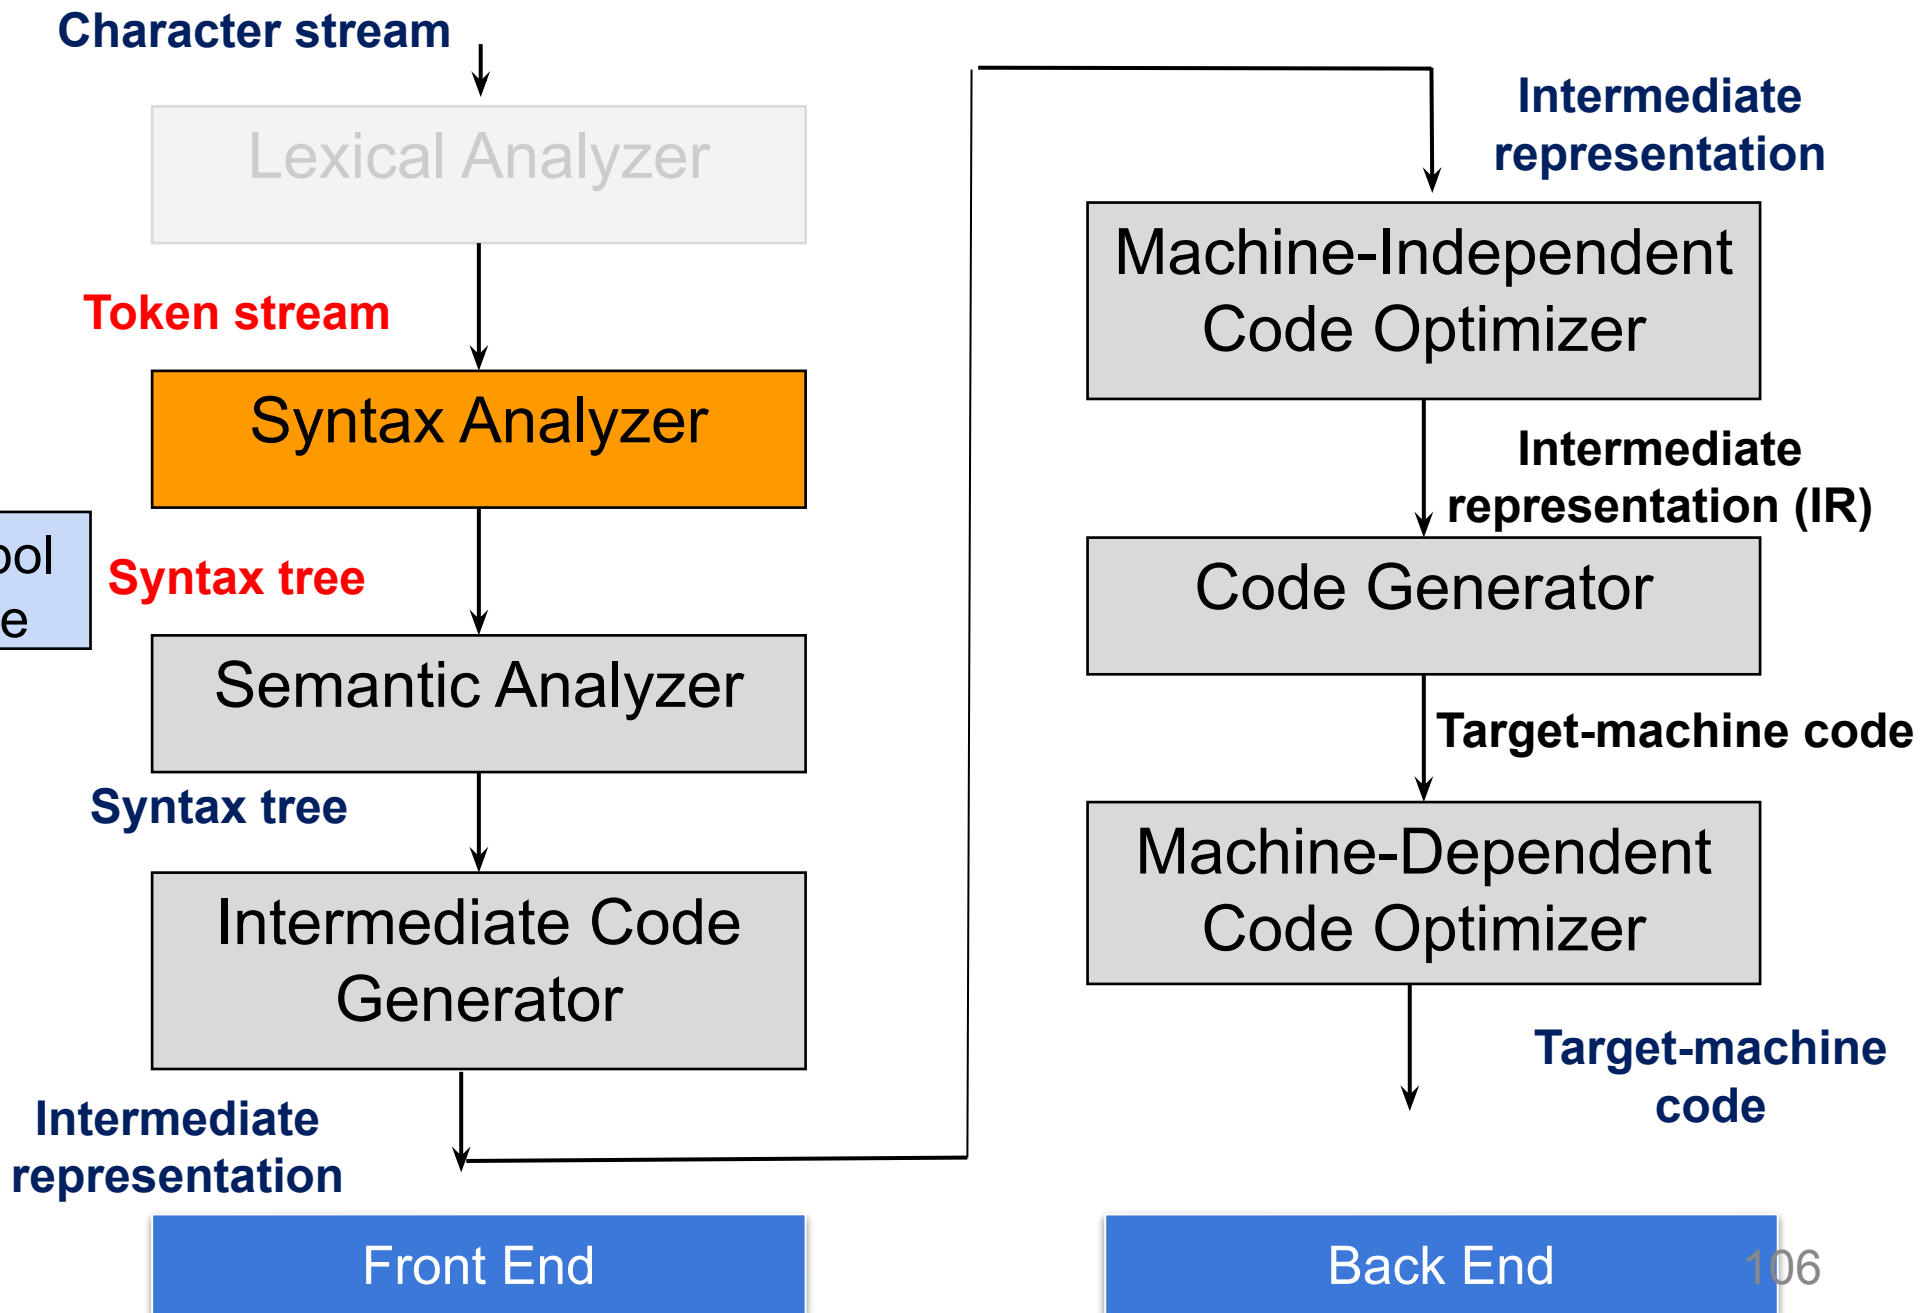 Character stream
Lexical Analyzer
Token stream
Syntax Analyzer
Syntax tree
Semantic Analyzer
Syntax tree
Intermediate Code
Generator
Intermediate
representation
Front End
Intermediate
representation
Machine-Independent
Code Optimizer
Intermediate
representation (IR)
Code Generator
Target-machine code
Machine-Dependent
Code Optimizer
Target-machine
code
Back End
106